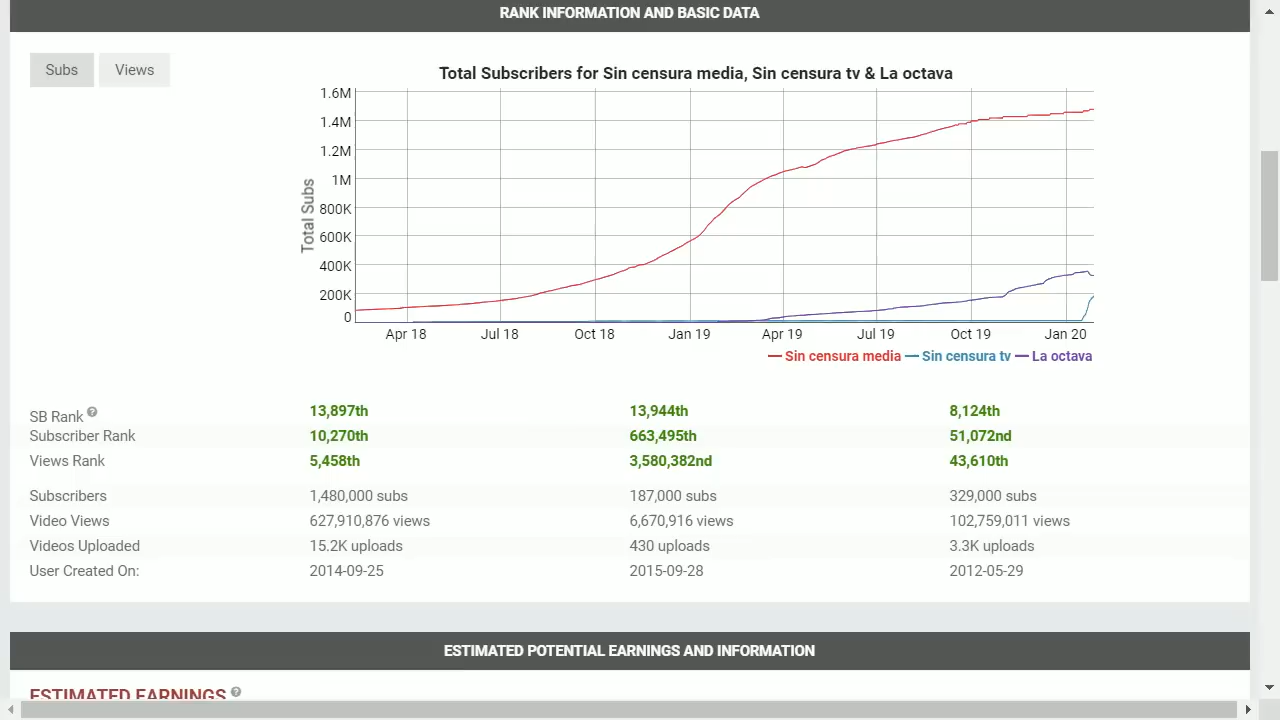 RANK INFORMATION AND BASIC DATA
Subs Views
Total Subscribers for Sin censura media, Sin censura tv & La octava
Total Subs
1.6M
1.4M
1.2M
1M
800K
600K
400K
200K
0
Apr 18 Jul 18 Oct 18 Jan 19 Apr 19 Jul 19 Oct 19 Jan 20
Sin censura media Sin censura tv La octava
SB Rank ? 13,897th 13,944th 8,124th
Subscriber Rank 10,270th 663,495th 51,072nd
Views Rank 5,458th 3,580,382nd 43,610th
Subscribers 1,480,000 subs 187,000 subs 329,000 subs
Video Views 627,910,876 views 6,670,916 views 102,759,011 views
Videos Uploaded 15.2K uploads 430 uploads 3.3K uploads
User Created On: 2014-09-25 2015-09-28 2012-05-29
ESTIMATED POTENTIAL EARNINGS AND INFORMATION
ESTIMATED EARNINGS ?